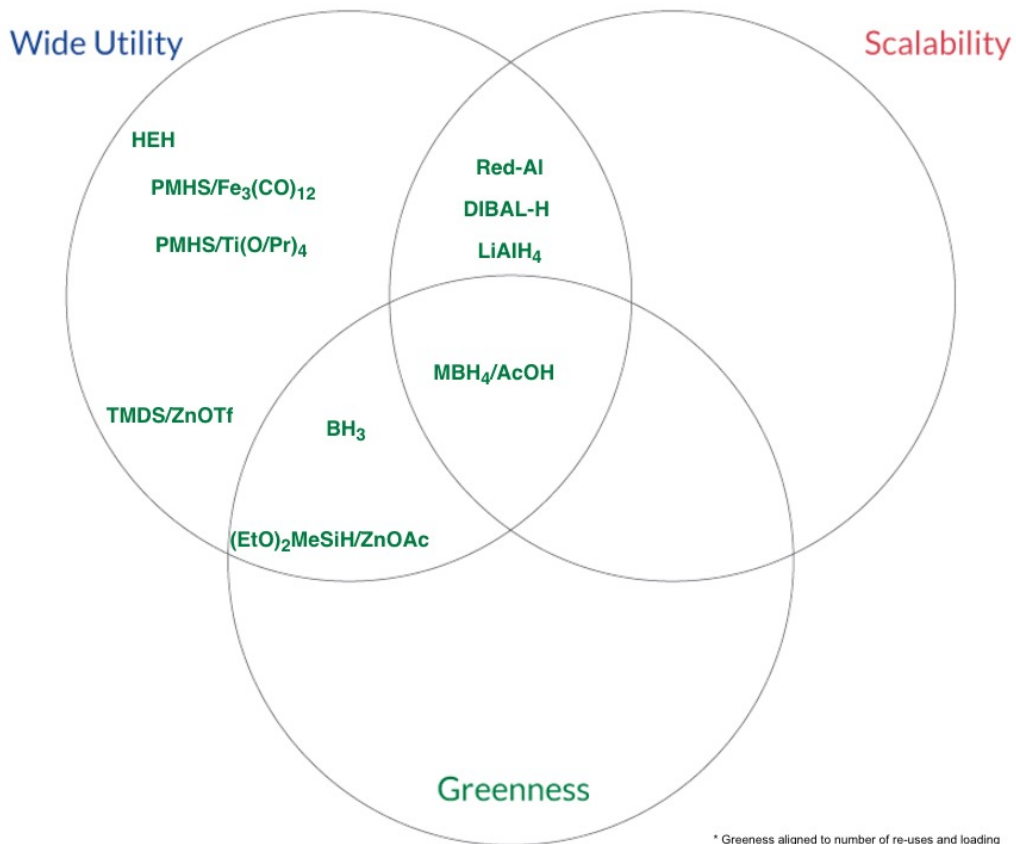 Wide Utility
Scalability
HEH
PMHS/Fe₃(CO)₁₂
PMHS/Ti(O/Pr)₄
Red-Al
DIBAL-H
LiAlH₄
MBH₄/AcOH
TMDS/ZnOTf
BH₃
(EtO)₂MeSiH/ZnOAc
Greenness
* Greeness aligned to number of re-uses and loading